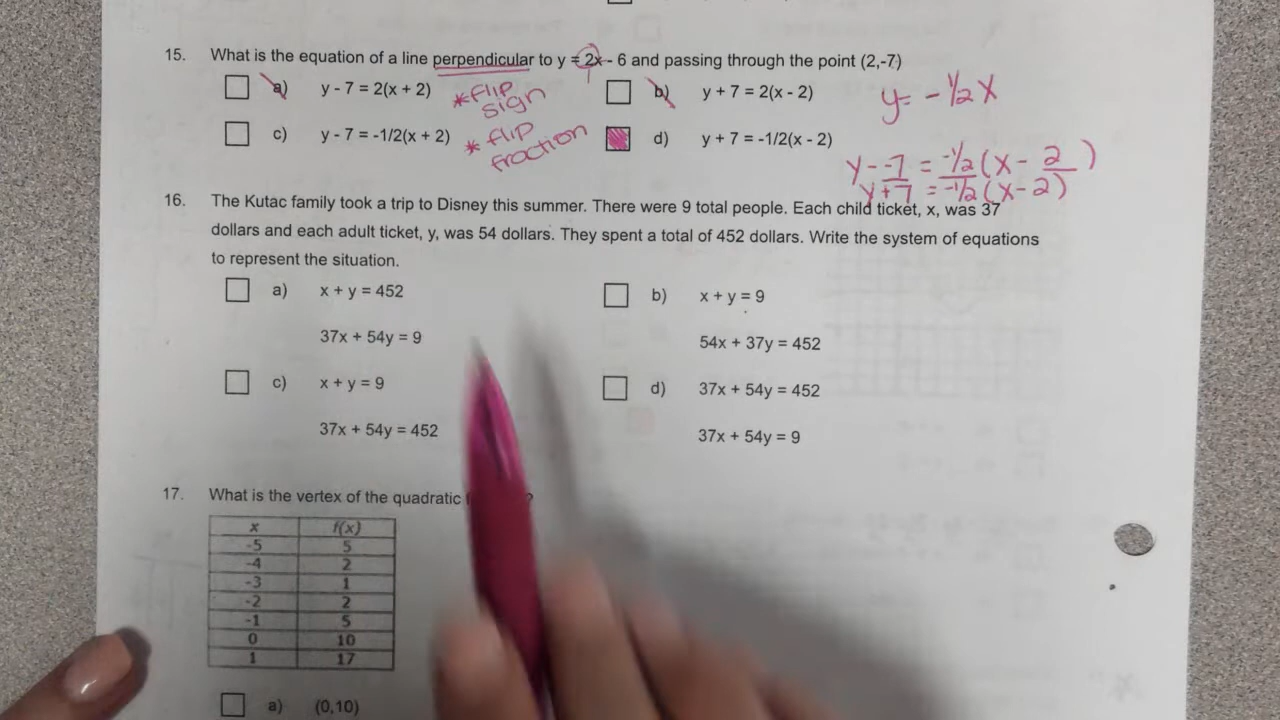 15. What is the equation of a line perpendicular to y = 2x - 6 and passing through the point (2,-7)
1
a) y - 7 = 2(x + 2)
*flip sign
b) y + 7 = 2(x - 2)
y= -1/2 x
c) y - 7 = -1/2(x + 2)
* flip fraction
d) y + 7 = -1/2(x - 2)
y--7 = -1/2(x - 2)
y+7 = -1/2(x-2)
16. The Kutac family took a trip to Disney this summer. There were 9 total people. Each child ticket, x, was 37
dollars and each adult ticket, y, was 54 dollars. They spent a total of 452 dollars. Write the system of equations
to represent the situation.
a) x + y = 452
37x + 54y = 9
b) x + y = 9
54x + 37y = 452
c) x + y = 9
37x + 54y = 452
d) 37x + 54y = 452
37x + 54y = 9
17. What is the vertex of the quadratic ?
x f(x)
-5 5
-4 2
-3 1
-2 2
-1 5
0 10
1 17
a) (0,10)